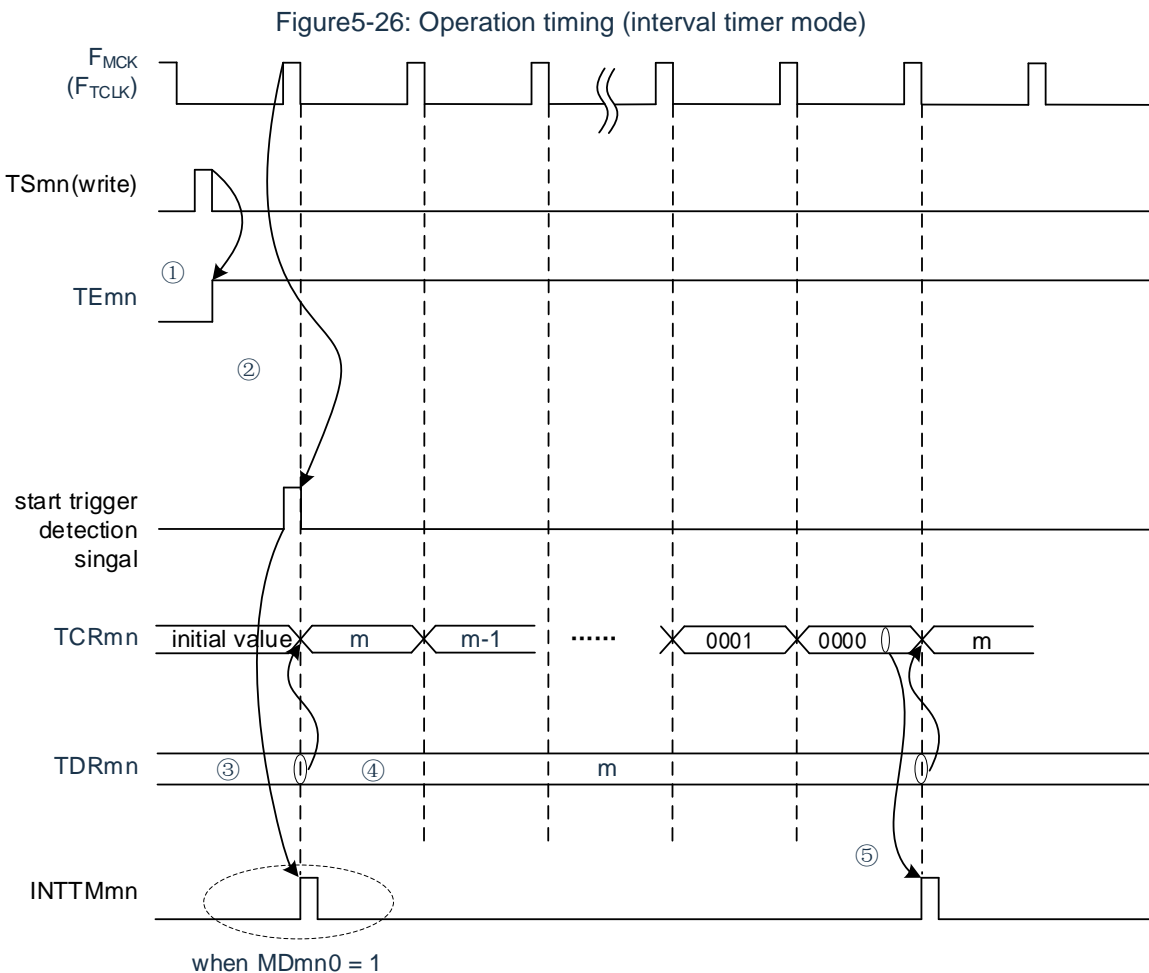 Figure5-26: Operation timing (interval timer mode)
FMCK
(FTCLK)
TSmn(write)
①
TEmn
②
start trigger
detection
singal
TCRmn
initial value
m
m-1
······
0001
0000
m
TDRmn
③
④
m
⑤
INTTMmn
when MDmn0 = 1